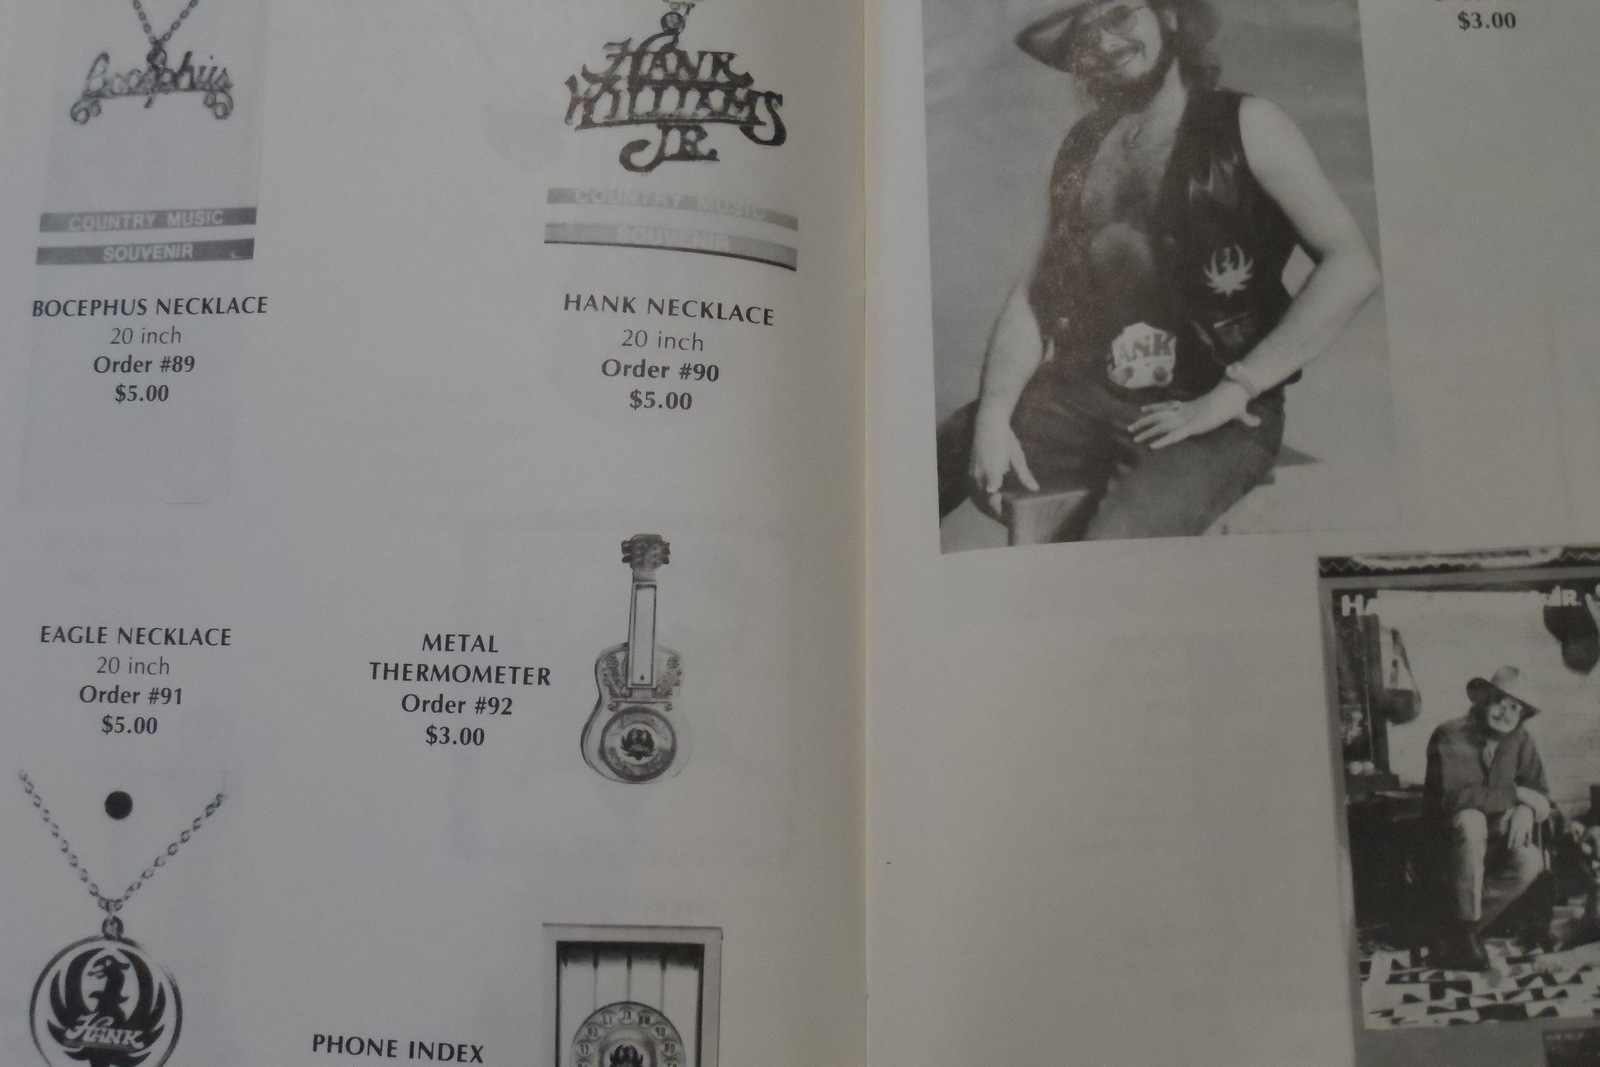 Bocephus
COUNTRY MUSIC
SOUVENIR
BOCEPHUS NECKLACE
20 inch
Order #89
$5.00
HANK
WILLIAMS
JR.
COUNTRY MUSIC
SOUVENIR
HANK NECKLACE
20 inch
Order #90
$5.00
EAGLE NECKLACE
20 inch
Order #91
$5.00
METAL
THERMOMETER
Order #92
$3.00
HANK
PHONE INDEX
$3.00
ANK
JR.